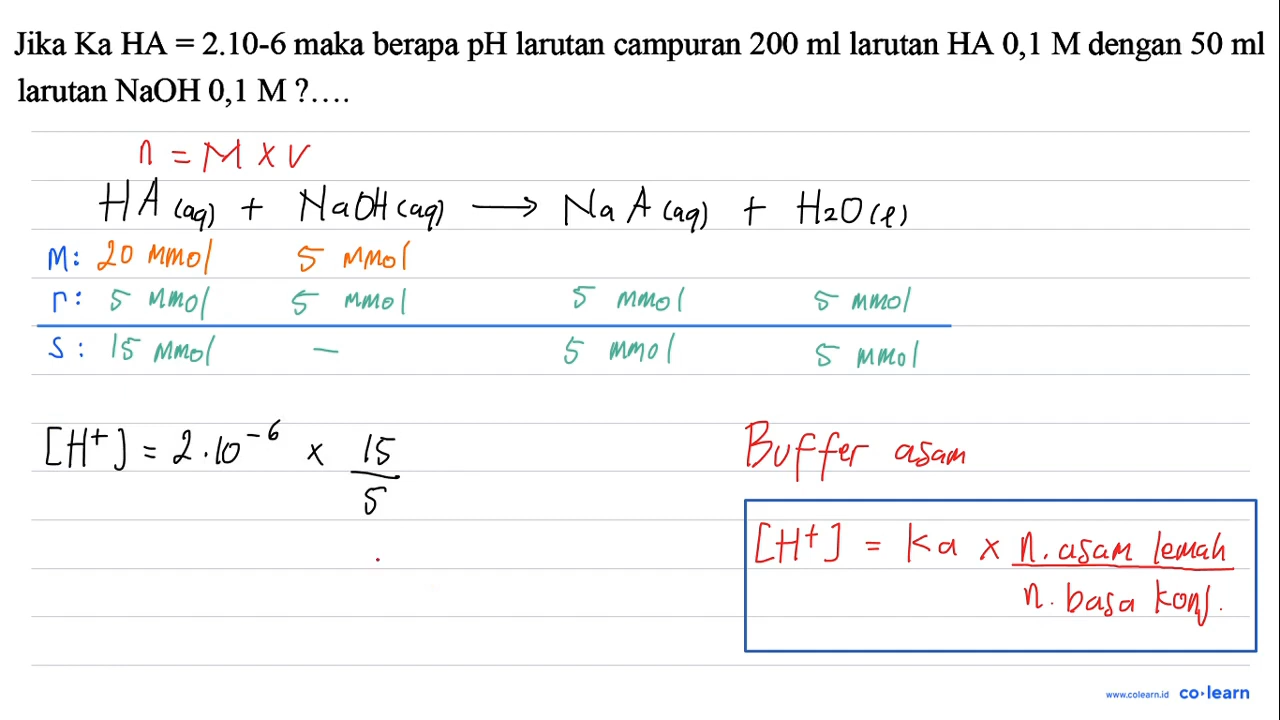 Jika Ka HA = 2.10-6 maka berapa pH larutan campuran 200 ml larutan HA 0,1 M dengan 50 ml
larutan NaOH 0,1 M ?....
n = M x V
HA (aq) + NaOH (aq) → NaA (aq) + H2O (l)
M: 20 mmol 5 mmol
r: 5 mmol 5 mmol 5 mmol 5 mmol
S: 15 mmol - 5 mmol 5 mmol
[H+] = 2.10^-6 x 15/5
Buffer asam
[H+] = Ka x n. asam lemah
n. basa konj.
www.colearn.id co·learn